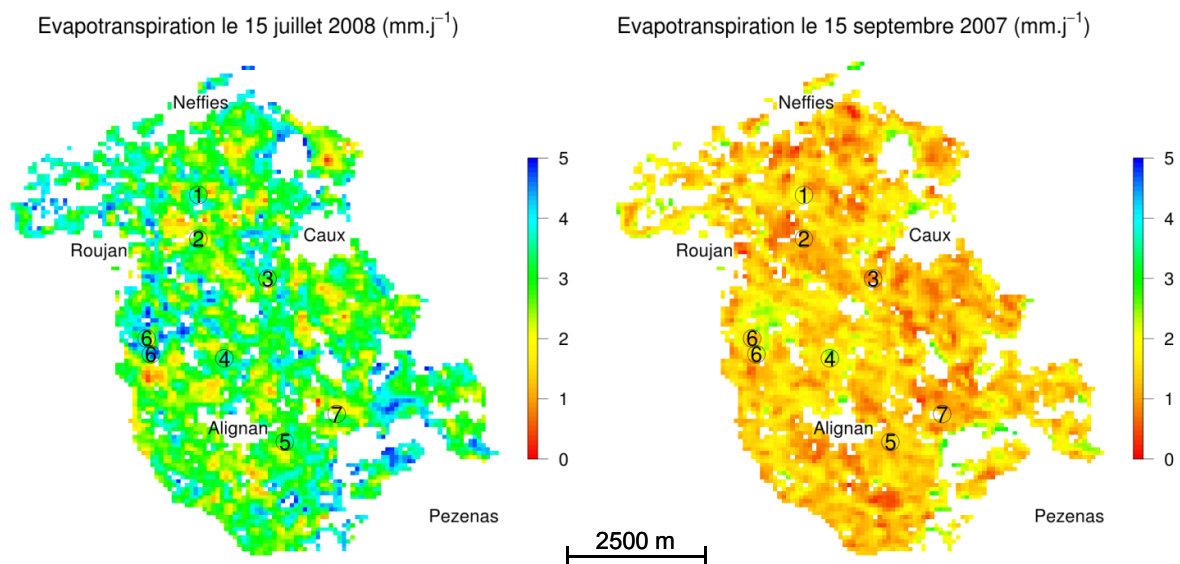 Evapotranspiration le 15 juillet 2008 (mm.j⁻¹)
Neffies
1
2
Roujan
Caux
3
6
6
4
7
Alignan
5
Pezenas
5
4
3
2
1
0
Evapotranspiration le 15 septembre 2007 (mm.j⁻¹)
Neffies
1
2
Roujan
Caux
3
6
6
4
7
Alignan
5
Pezenas
5
4
3
2
1
0
2500 m